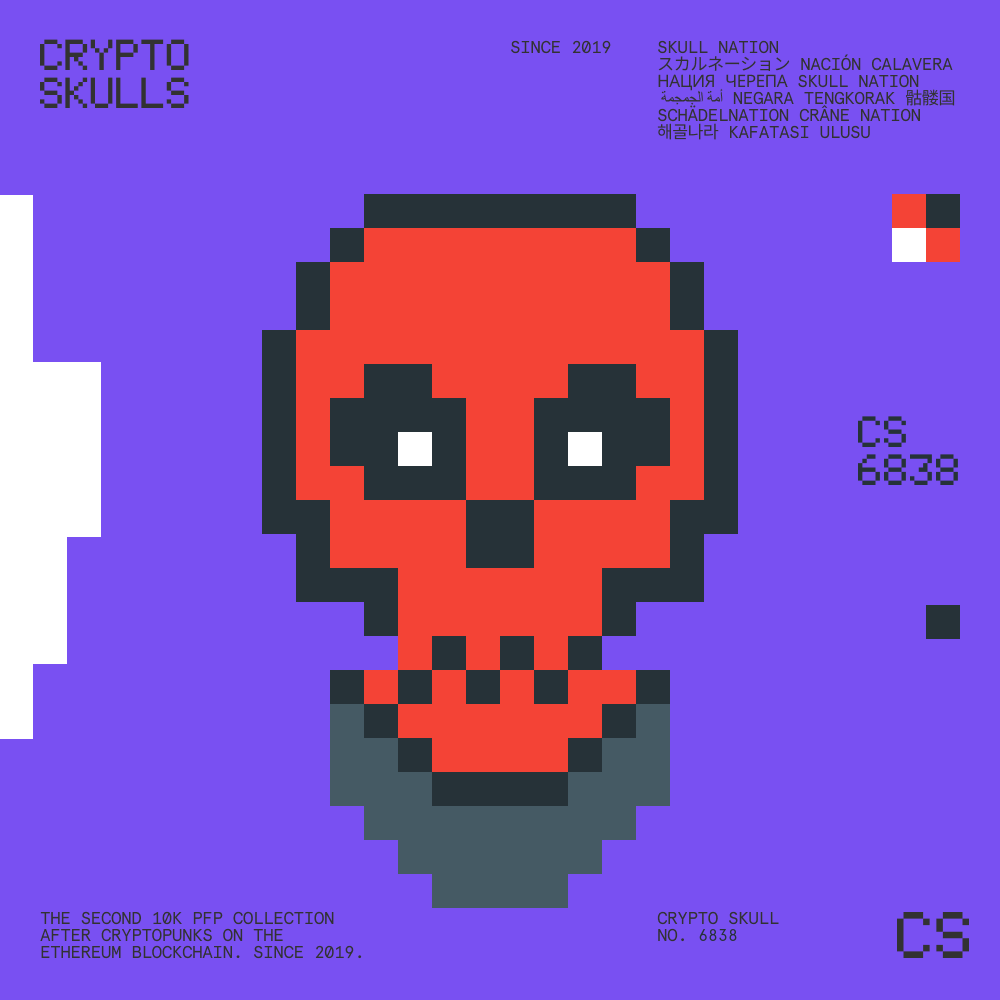 CRYPTO
SKULLS
SINCE 2019
SKULL NATION
スカルネーション NACIÓN CALAVERA
НАЦИЯ ЧЕРЕПА SKULL NATION
أمة الجمجمة NEGARA TENGKORAK 骷髏国
SCHÄDELNATION CRÂNE NATION
해골나라 KAFATASI ULUSU
CS
6838
THE SECOND 10K PFP COLLECTION
AFTER CRYPTOPUNKS ON THE
ETHEREUM BLOCKCHAIN. SINCE 2019.
CRYPTO SKULL
NO. 6838
CS